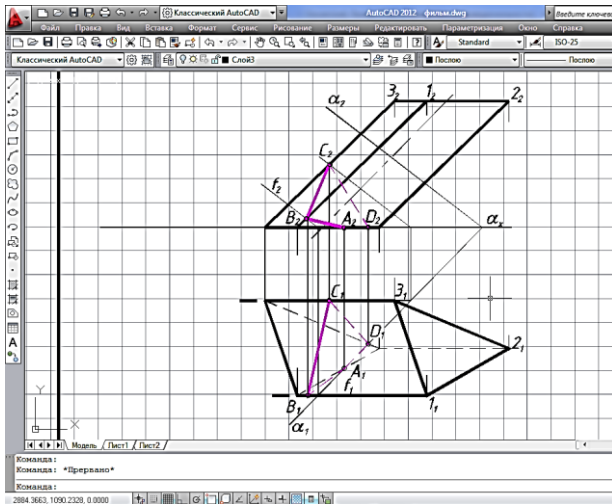 Классический AutoCAD AutoCAD 2012 фильм.dwg Введите ключевое
Файл Правка Вид Вставка Формат Сервис Рисование Размеры Редактировать Параметризация Окно Справка
Standard ISO-25
Классический AutoCAD Слой3 Послою Послою
3₂ 1₂ 2₂
α₂
C₂
f₂
B₂ A₂ D₂ αₓ
C₁ 3₁
D₁ 2₁
A₁
f₁
B₁ 1₁
α₁
Y
X
Модель Лист1 Лист2
Команда:
Команда: *Прервано*
Команда:
2884.3663, 1090.2328, 0.0000